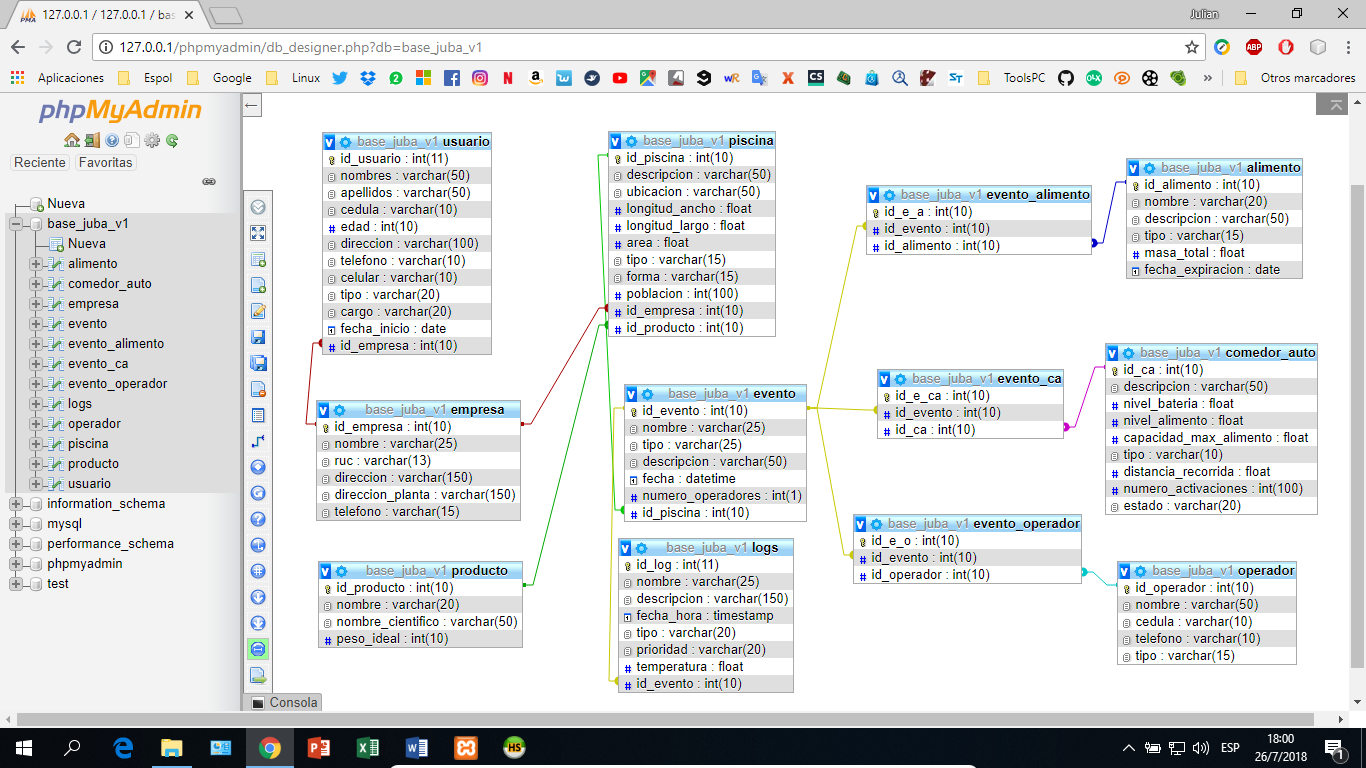 127.0.0.1 / 127.0.0.1 / bas
Julian
127.0.0.1/phpmyadmin/db_designer.php?db=base_juba_v1
Aplicaciones
Espol
Google
Linux
ToolsPC
Otros marcadores
phpMyAdmin
Reciente
Favoritas
Nueva
base_juba_v1
Nueva
alimento
comedor_auto
empresa
evento
evento_alimento
evento_ca
evento_operador
logs
operador
piscina
producto
usuario
information_schema
mysql
performance_schema
phpmyadmin
test
base_juba_v1 usuario
id_usuario : int(11)
nombres : varchar(50)
apellidos : varchar(50)
cedula : varchar(10)
edad : int(10)
direccion : varchar(100)
telefono : varchar(10)
celular : varchar(10)
tipo : varchar(20)
cargo : varchar(20)
fecha_inicio : date
id_empresa : int(10)
base_juba_v1 empresa
id_empresa : int(10)
nombre : varchar(25)
ruc : varchar(13)
direccion : varchar(150)
direccion_planta : varchar(150)
telefono : varchar(15)
base_juba_v1 producto
id_producto : int(10)
nombre : varchar(20)
nombre_cientifico : varchar(50)
peso_ideal : int(10)
base_juba_v1 piscina
id_piscina : int(10)
descripcion : varchar(50)
ubicacion : varchar(50)
longitud_ancho : float
longitud_largo : float
area : float
tipo : varchar(15)
forma : varchar(15)
poblacion : int(100)
id_empresa : int(10)
id_producto : int(10)
base_juba_v1 evento
id_evento : int(10)
nombre : varchar(25)
tipo : varchar(25)
descripcion : varchar(50)
fecha : datetime
numero_operadores : int(1)
id_piscina : int(10)
base_juba_v1 logs
id_log : int(11)
nombre : varchar(25)
descripcion : varchar(150)
fecha_hora : timestamp
tipo : varchar(20)
prioridad : varchar(20)
temperatura : float
id_evento : int(10)
base_juba_v1 evento_alimento
id_e_a : int(10)
id_evento : int(10)
id_alimento : int(10)
base_juba_v1 evento_ca
id_e_ca : int(10)
id_evento : int(10)
id_ca : int(10)
base_juba_v1 evento_operador
id_e_o : int(10)
id_evento : int(10)
id_operador : int(10)
base_juba_v1 alimento
id_alimento : int(10)
nombre : varchar(20)
descripcion : varchar(50)
tipo : varchar(15)
masa_total : float
fecha_expiracion : date
base_juba_v1 comedor_auto
id_ca : int(10)
descripcion : varchar(50)
nivel_bateria : float
nivel_alimento : float
capacidad_max_alimento : float
tipo : varchar(10)
distancia_recorrida : float
numero_activaciones : int(100)
estado : varchar(20)
base_juba_v1 operador
id_operador : int(10)
nombre : varchar(50)
cedula : varchar(10)
telefono : varchar(10)
tipo : varchar(15)
Consola
ESP
18:00
26/7/2018
1